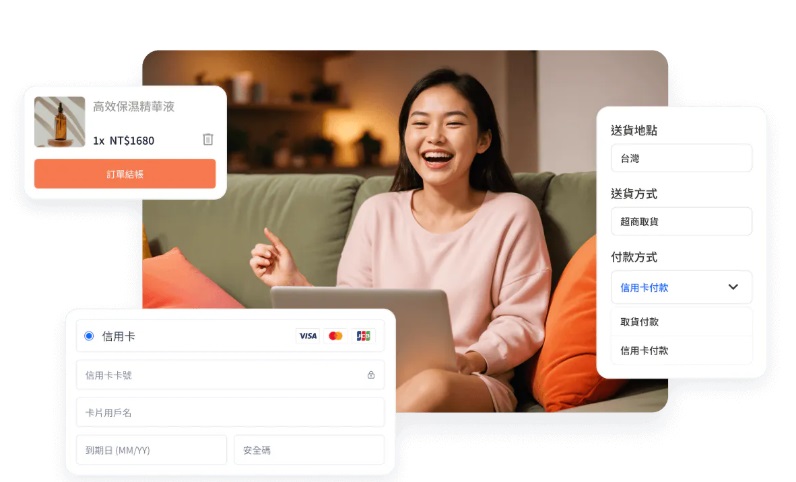 高效保濕精華液
1x NT$1680
訂單結帳
送貨地點
台灣
送貨方式
超商取貨
付款方式
信用卡付款
取貨付款
信用卡付款
信用卡
VISA
JCB
信用卡卡號
卡片用戶名
到期日 (MM/YY)
安全碼